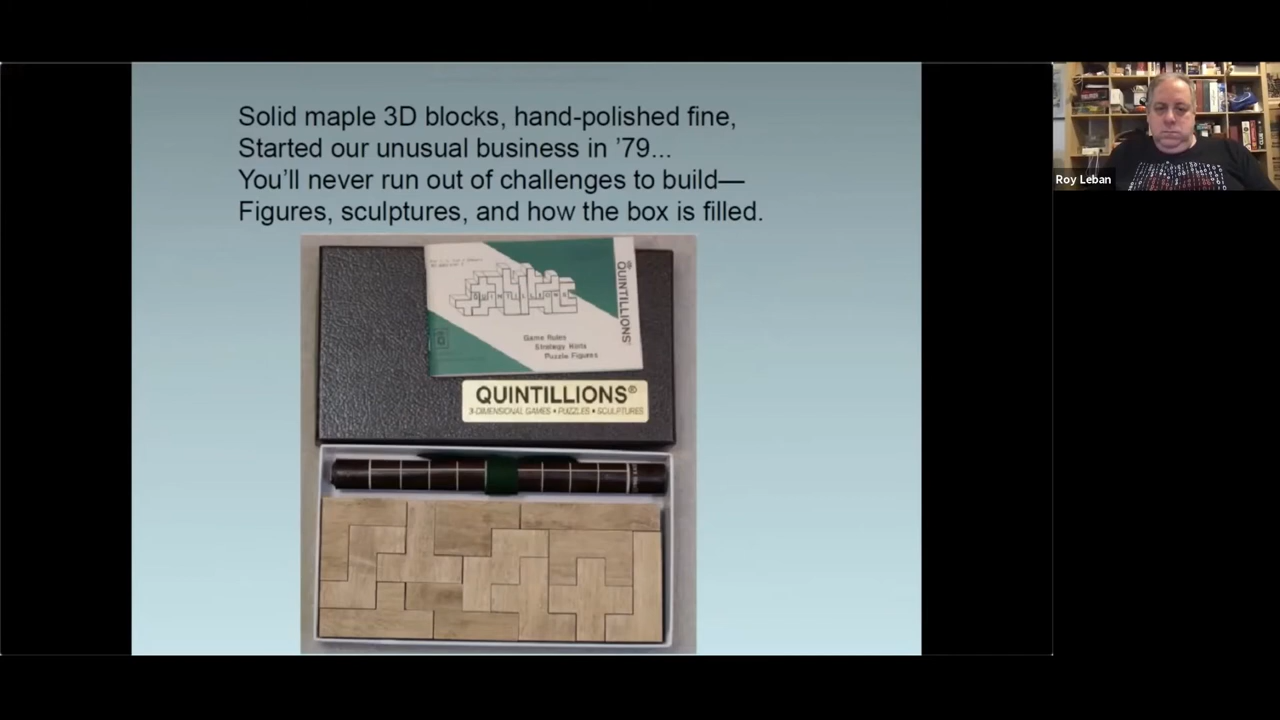 Solid maple 3D blocks, hand-polished fine,
Started our unusual business in ’79...
You’ll never run out of challenges to build—
Figures, sculptures, and how the box is filled.
Roy Leban
QUINTILLIONS®
Game Rules
Strategy Hints
Puzzle Figures
QUINTILLIONS®
3-DIMENSIONAL GAMES • PUZZLES • SCULPTURES